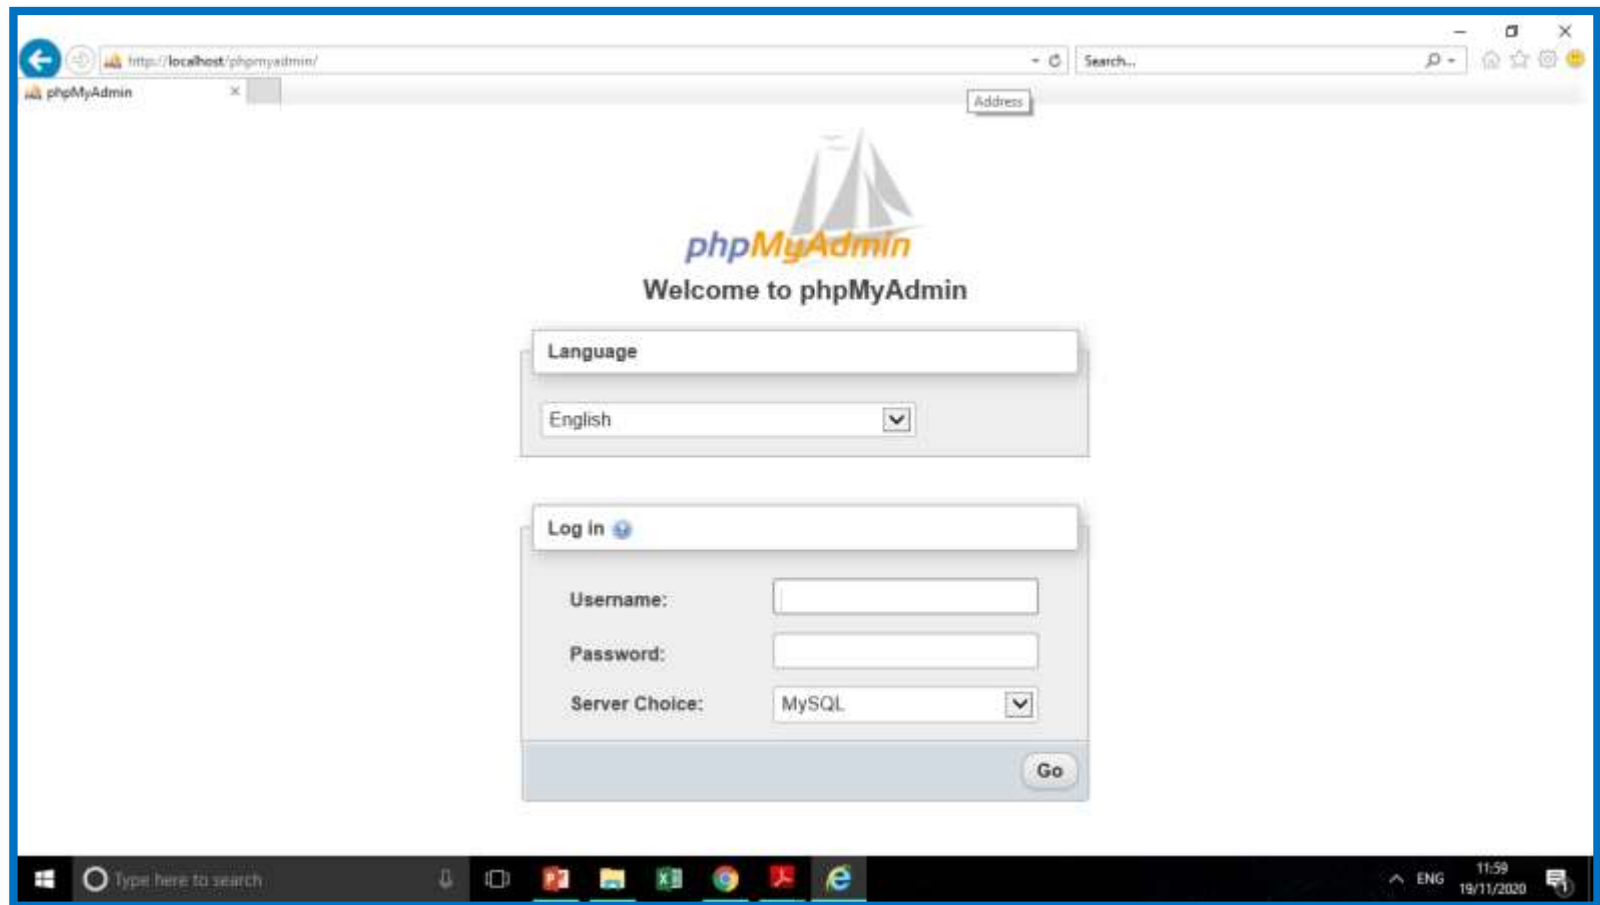 http://localhost/phpmyadmin/
Search...
phpMyAdmin
Address
phpMyAdmin
Welcome to phpMyAdmin
Language
English
Log in
Username:
Password:
Server Choice:
MySQL
Go
Type here to search
ENG
11:59
19/11/2020